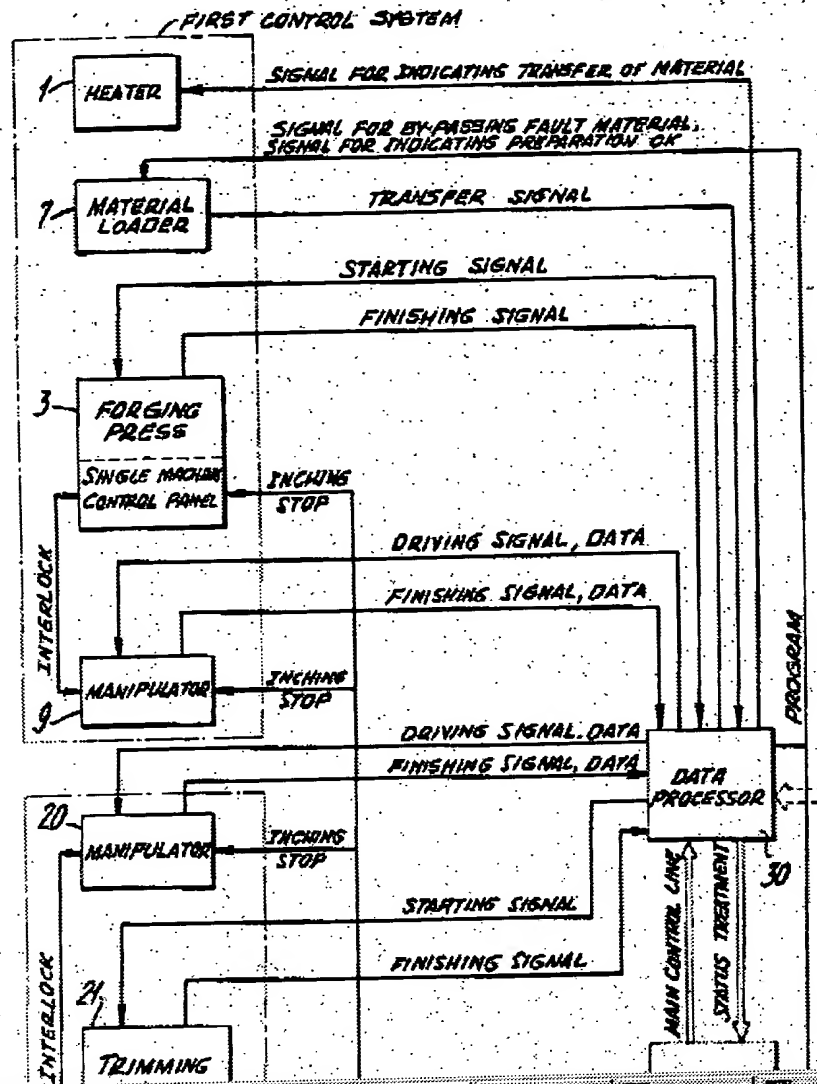 FIRST CONTROL SYSTEM
1
HEATER
SIGNAL FOR INDICATING TRANSFER OF MATERIAL
SIGNAL FOR BY-PASSING FAULT MATERIAL,
SIGNAL FOR INDICATING PREPARATION OK
7
MATERIAL
LOADER
TRANSFER SIGNAL
STARTING SIGNAL
FINISHING SIGNAL
3
FORGING
PRESS
SINGLE MACHINE
CONTROL PANEL
INCHING
STOP
INTERLOCK
DRIVING SIGNAL, DATA
FINISHING SIGNAL, DATA
MANIPULATOR
9
INCHING
STOP
PROGRAM
DRIVING SIGNAL, DATA
FINISHING SIGNAL, DATA
DATA
PROCESSOR
30
20
MANIPULATOR
INCHING
STOP
STARTING SIGNAL
FINISHING SIGNAL
MAIN CONTROL LINE
STATUS TREATMENT
INTERLOCK
21
TRIMMING